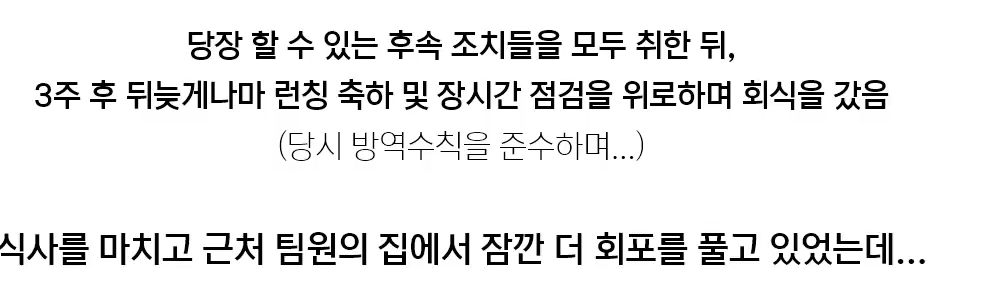 당장 할 수 있는 후속 조치들을 모두 취한 뒤,
3주 후 뒤늦게나마 런칭 축하 및 장시간 점검을 위로하며 회식을 갔음
(당시 방역수칙을 준수하며...)
식사를 마치고 근처 팀원의 집에서 잠깐 더 회포를 풀고 있었는데...